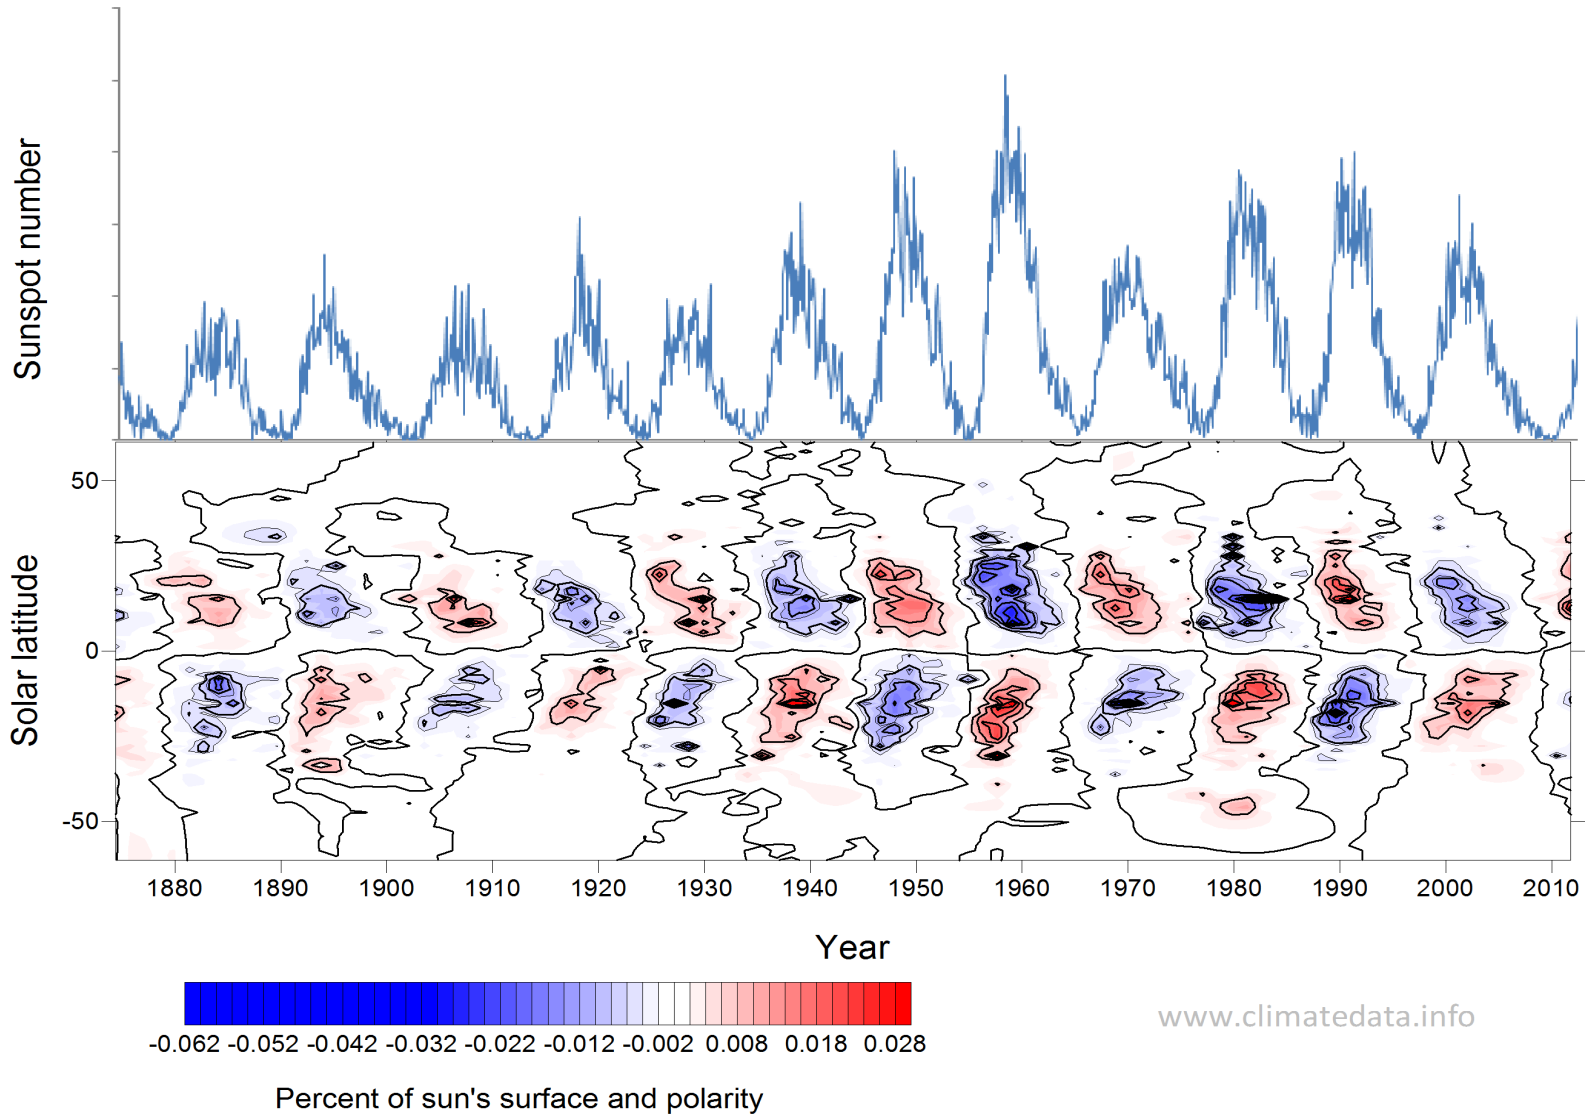 Sunspot number
Solar latitude
50
0
-50
1880 1890 1900 1910 1920 1930 1940 1950 1960 1970 1980 1990 2000 2010
Year
-0.062 -0.052 -0.042 -0.032 -0.022 -0.012 -0.002 0.008 0.018 0.028
www.climatedata.info
Percent of sun's surface and polarity